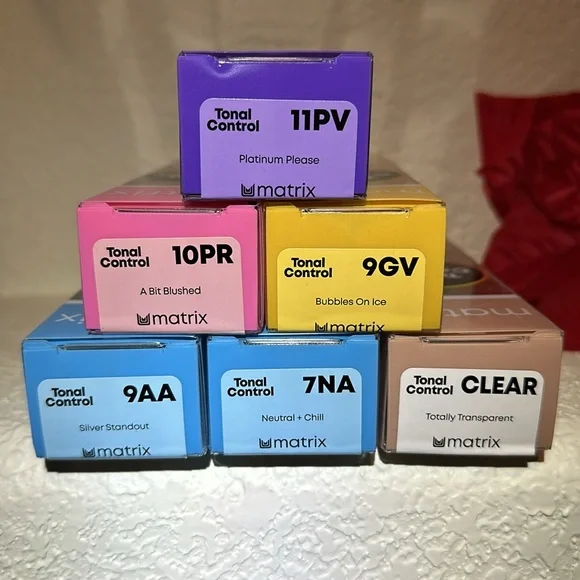 Tonal
Control
11PV
Platinum Please
matrix
Tonal
Control
10PR
A Bit Blushed
matrix
Tonal
Control
9GV
Bubbles On Ice
matrix
Tonal
Control
9AA
Silver Standout
matrix
Tonal
Control
7NA
Neutral + Chill
matrix
Tonal
Control
CLEAR
Totally Transparent
matrix
matrix